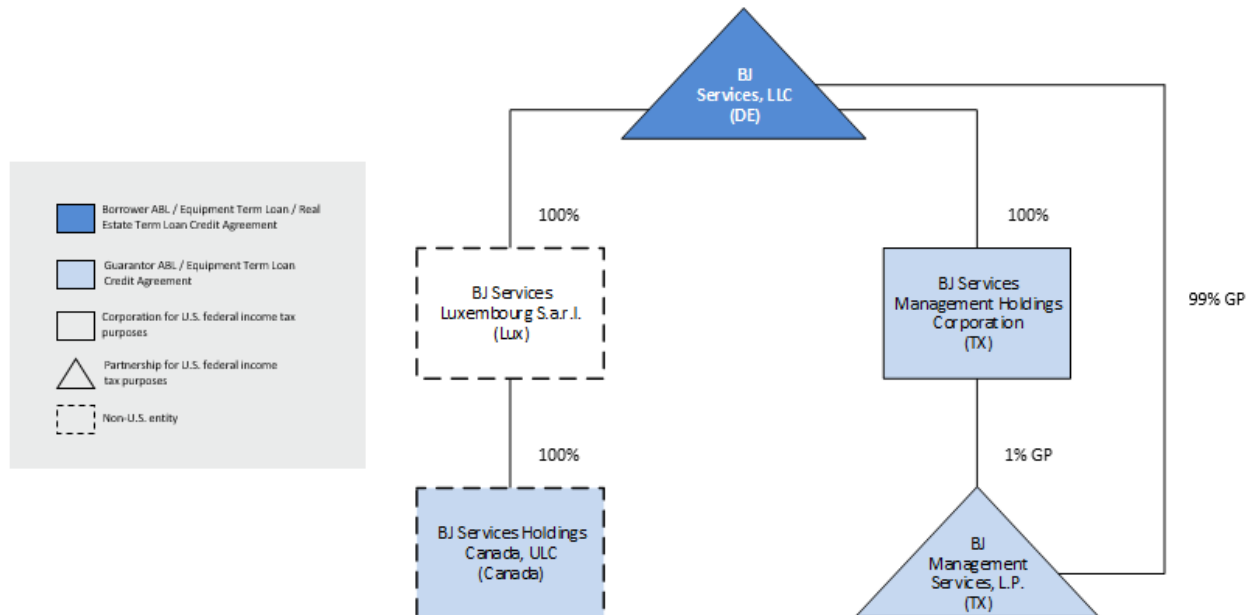 BJ
Services, LLC
(DE)
Borrower ABL / Equipment Term Loan / Real
Estate Term Loan Credit Agreement
Guarantor ABL / Equipment Term Loan
Credit Agreement
Corporation for U.S. federal income tax
purposes
Partnership for U.S. federal income
tax purposes
Non-U.S. entity
100%
100%
BJ Services
Luxembourg S.a.r.l.
(Lux)
BJ Services
Management Holdings
Corporation
(TX)
99% GP
100%
1% GP
BJ Services Holdings
Canada, ULC
(Canada)
BJ
Management
Services, L.P.
(TX)